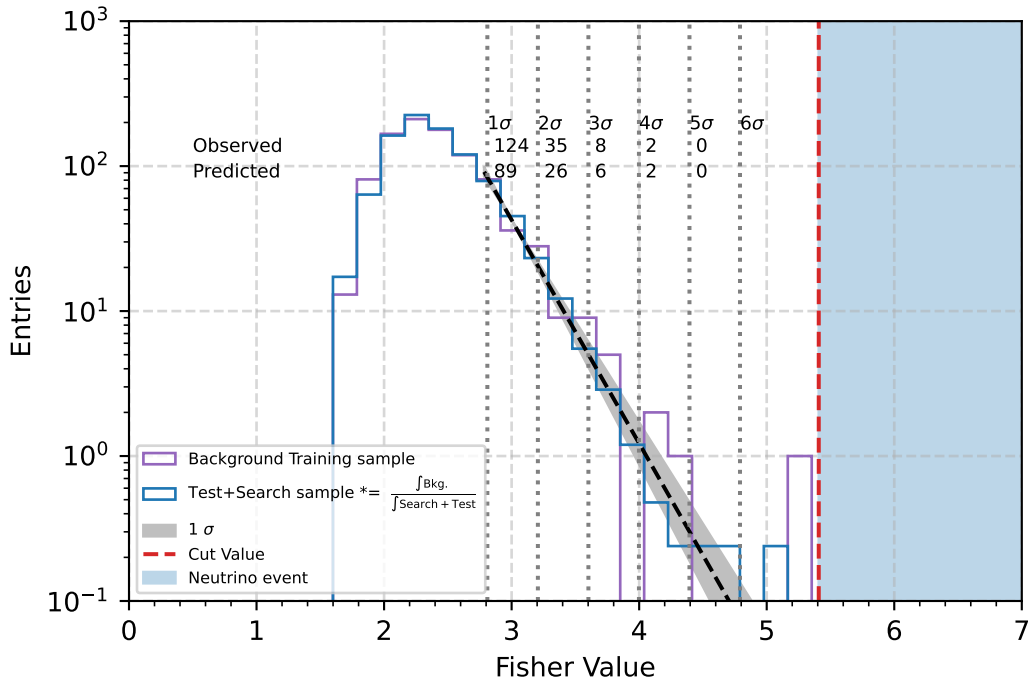 10³
1σ 2σ 3σ 4σ 5σ 6σ
Observed 124 35 8 2 0
10²
Predicted 89 26 6 2 0
Entries
10¹
10⁰
Background Training sample
Test+Search sample *= ∫Bkg. / ∫Search + Test
1 σ
Cut Value
Neutrino event
10⁻¹
0 1 2 3 4 5 6 7
Fisher Value